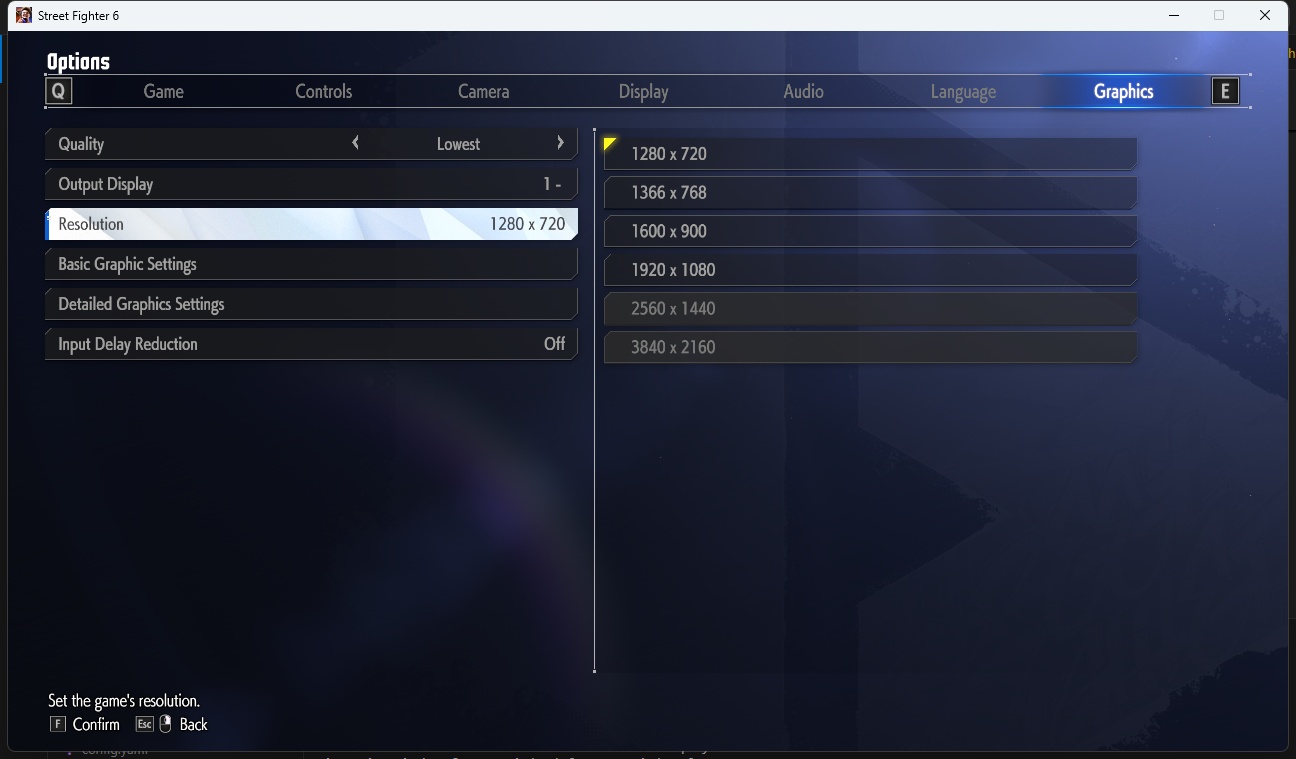 Street Fighter 6
Options
Q Game Controls Camera Display Audio Language Graphics E
Quality Lowest
Output Display 1 -
Resolution 1280 x 720
Basic Graphic Settings
Detailed Graphics Settings
Input Delay Reduction Off
1280 x 720
1366 x 768
1600 x 900
1920 x 1080
2560 x 1440
3840 x 2160
Set the game's resolution.
F Confirm Esc Back